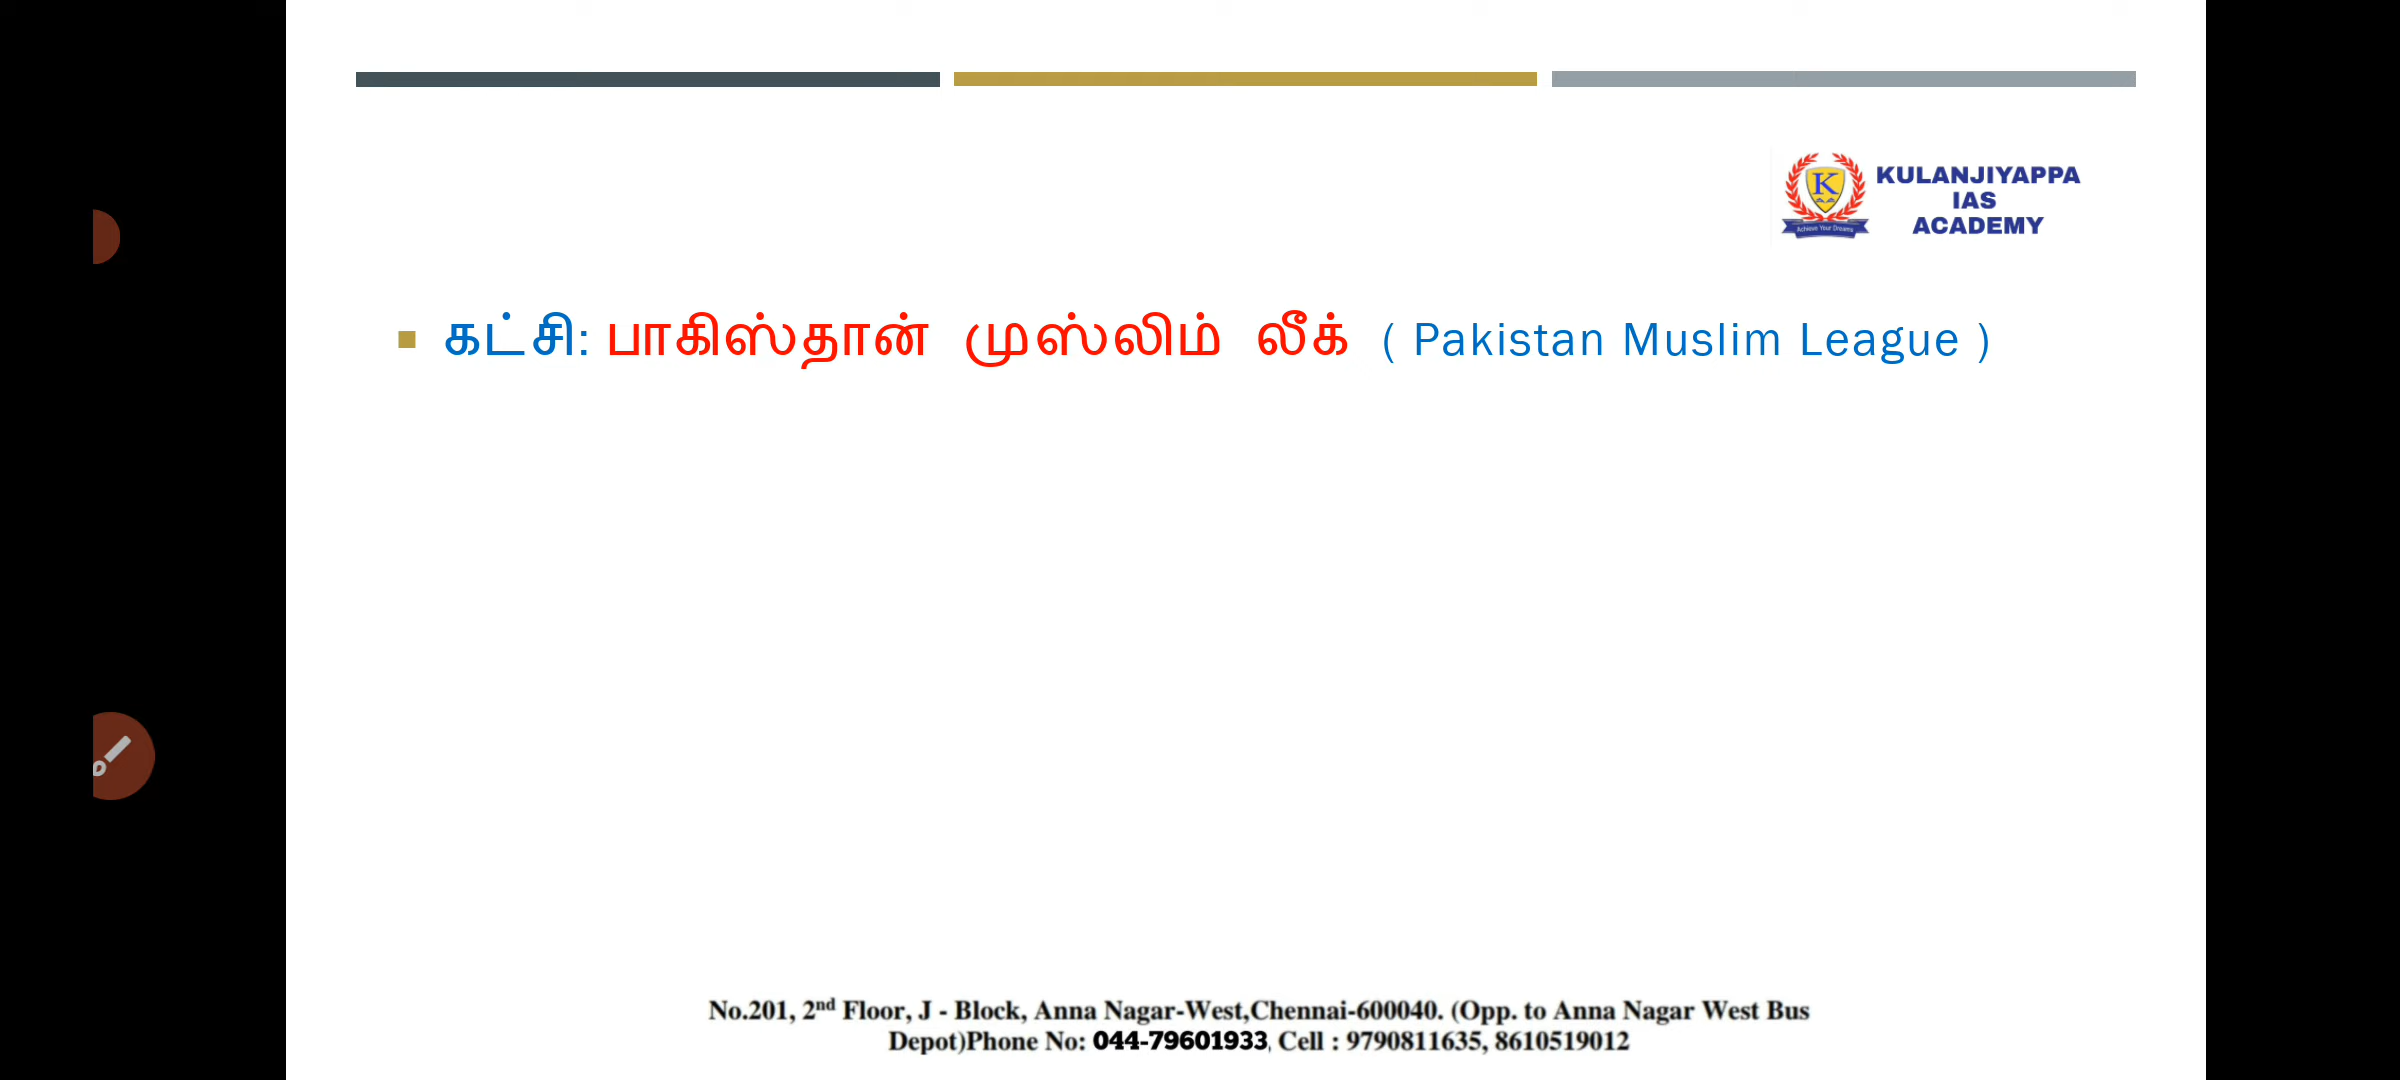 KULANJIYAPPA
IAS
ACADEMY
K
Achieve Your Dreams
கட்சி: பாகிஸ்தான் முஸ்லிம் லீக் ( Pakistan Muslim League )
No.201, 2nd Floor, J - Block, Anna Nagar-West,Chennai-600040. (Opp. to Anna Nagar West Bus
Depot)Phone No: 044-79601933, Cell : 9790811635, 8610519012